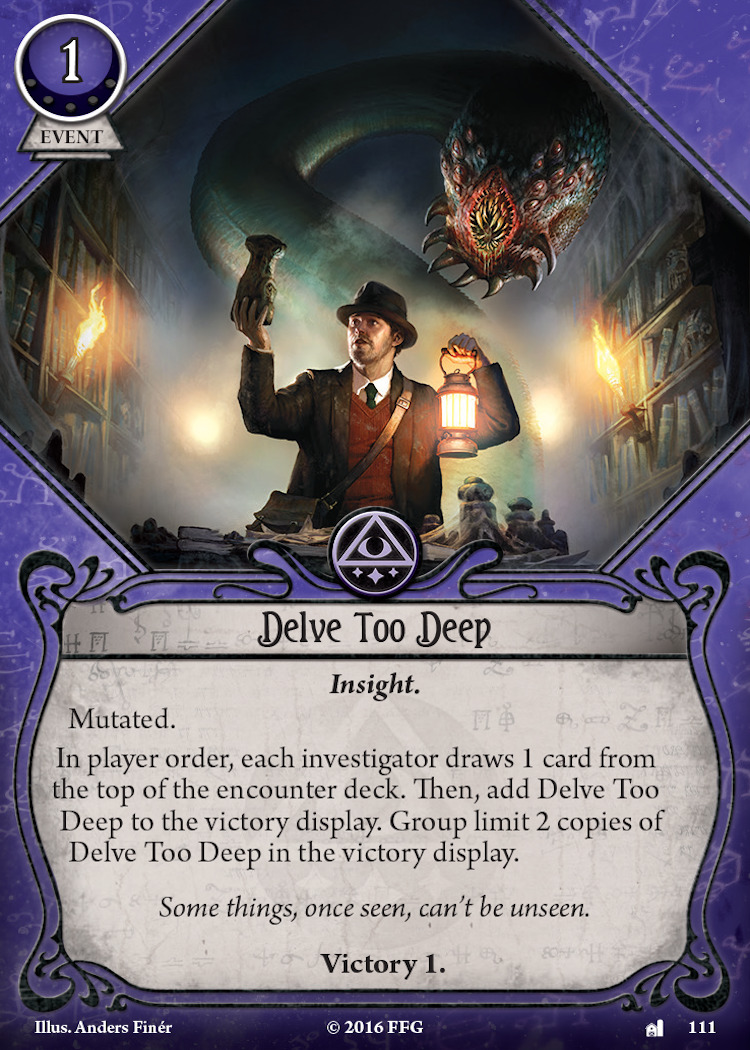 1
EVENT
Delve Too Deep
Insight.
Mutated.
In player order, each investigator draws 1 card from
the top of the encounter deck. Then, add Delve Too
Deep to the victory display. Group limit 2 copies of
Delve Too Deep in the victory display.
Some things, once seen, can't be unseen.
Victory 1.
Illus. Anders Finér © 2016 FFG 111